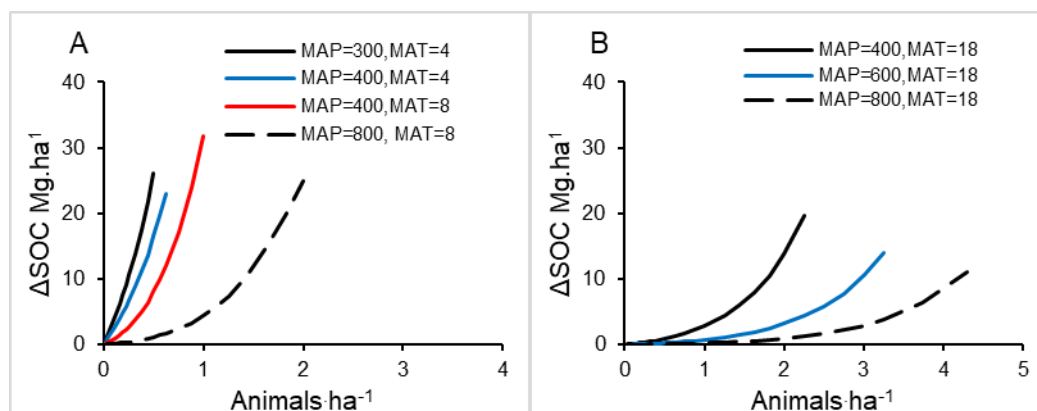 A
MAP=300,MAT=4
MAP=400,MAT=4
MAP=400,MAT=8
MAP=800, MAT=8
40
30
20
10
0
ΔSOC Mg.ha¹
0 1 2 3 4
Animals·ha⁻¹
B
MAP=400,MAT=18
MAP=600,MAT=18
MAP=800,MAT=18
40
30
20
10
0
ΔSOC Mg.ha¹
0 1 2 3 4 5
Animals·ha⁻¹